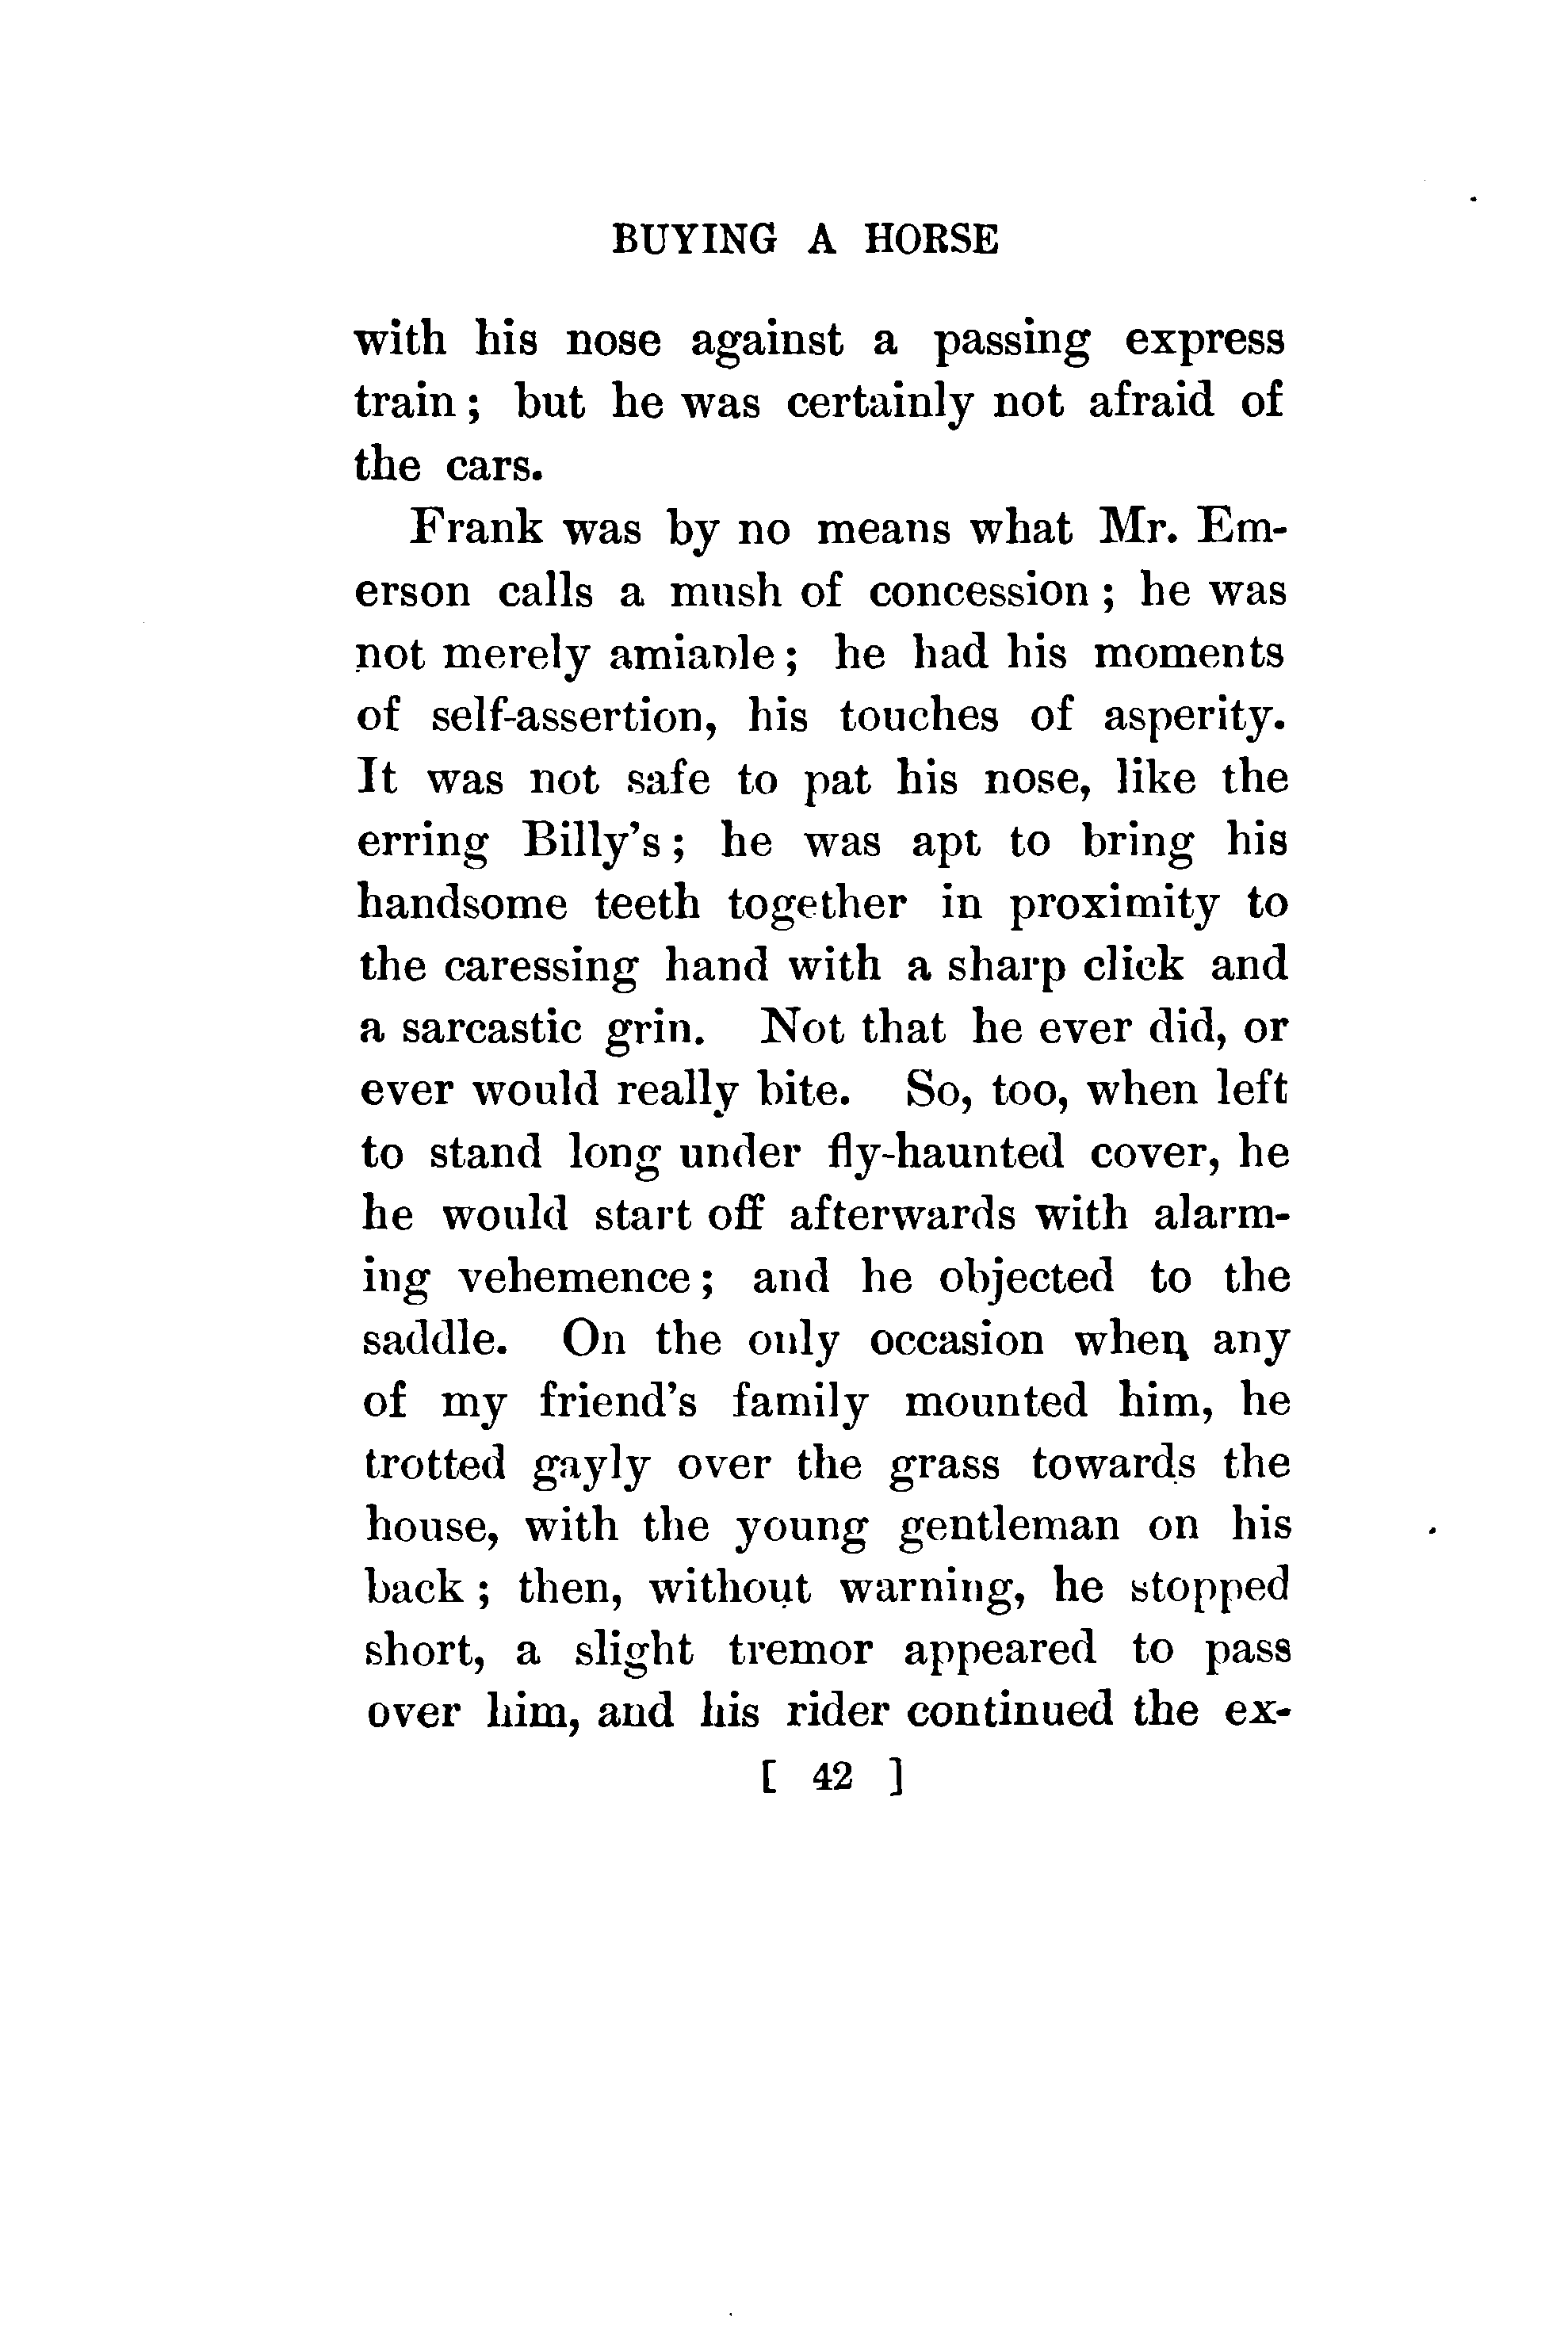 BUYING A HORSE
with his nose against a passing express
train; but he was certainly not afraid of
the cars.
Frank was by no means what Mr. Em-
erson calls a mush of concession; he was
not merely amiable; he had his moments
of self-assertion, his touches of asperity.
It was not safe to pat his nose, like the
erring Billy's; he was apt to bring his
handsome teeth together in proximity to
the caressing hand with a sharp click and
a sarcastic grin. Not that he ever did, or
ever would really bite. So, too, when left
to stand long under fly-haunted cover, he
he would start off afterwards with alarm-
ing vehemence; and he objected to the
saddle. On the only occasion when any
of my friend's family mounted him, he
trotted gayly over the grass towards the
house, with the young gentleman on his
back; then, without warning, he stopped
short, a slight tremor appeared to pass
over him, and his rider continued the ex-
[ 42 ]